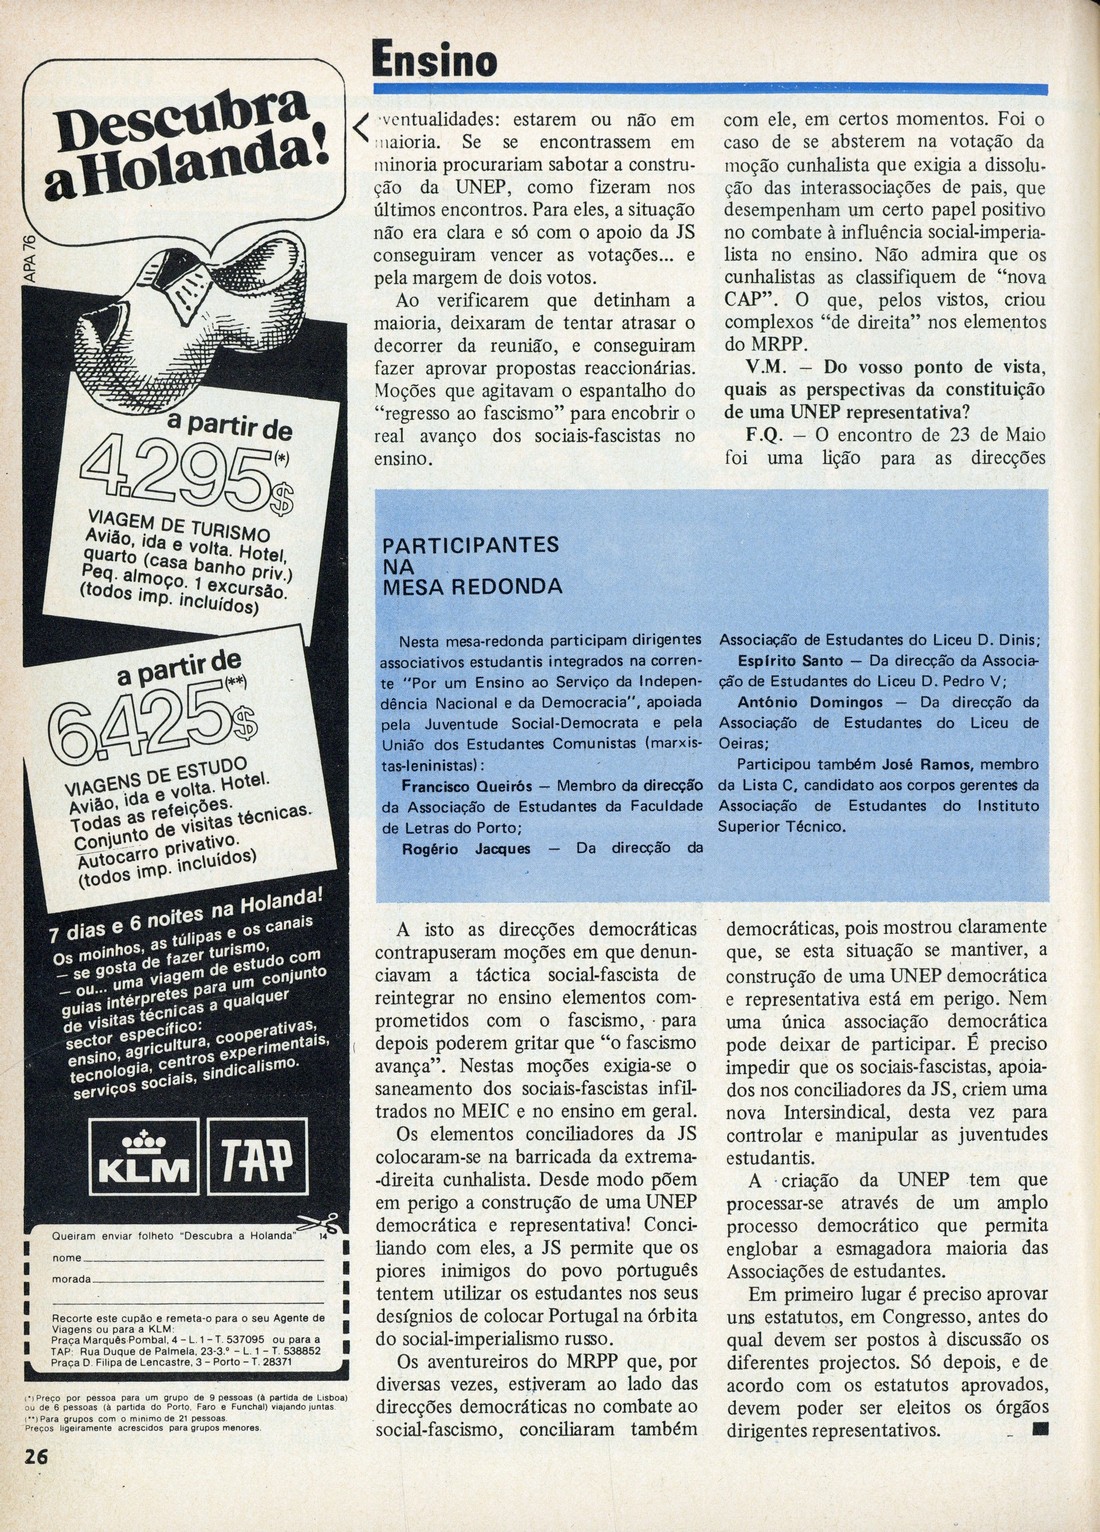 Ensino
Descubra
a Holanda!
APA 76
a partir de
4.295$(*)
VIAGEM DE TURISMO
Avião, ida e volta. Hotel,
quarto (casa banho priv.)
Peq. almoço. 1 excursão.
(todos imp. incluídos)
a partir de
6.425$(**)
VIAGENS DE ESTUDO
Avião, ida e volta. Hotel.
Todas as refeições.
Conjunto de visitas técnicas.
Autocarro privativo.
(todos imp. incluídos)
7 dias e 6 noites na Holanda!
Os moinhos, as túlipas e os canais
— se gosta de fazer turismo,
— ou... uma viagem de estudo com
guias intérpretes para um conjunto
de visitas técnicas a qualquer
sector específico:
ensino, agricultura, cooperativas,
tecnologia, centros experimentais,
serviços sociais, sindicalismo.
KLM TAP
Queiram enviar folheto "Descubra a Holanda" 14
nome
morada
Recorte este cupão e remeta-o para o seu Agente de
Viagens ou para a KLM:
Praça Marquês Pombal, 4 – L. 1 – T. 537095 ou para a
TAP: Rua Duque de Palmela, 23-3.º – L. 1 – T. 538852
Praça D. Filipa de Lencastre, 3 – Porto – T. 28371
(*) Preço por pessoa para um grupo de 9 pessoas (à partida de Lisboa)
ou de 6 pessoas (à partida do Porto, Faro e Funchal) viajando juntas.
(**) Para grupos com o mínimo de 21 pessoas.
Preços ligeiramente acrescidos para grupos menores.
26
ventualidades: estarem ou não em
maioria. Se se encontrassem em
minoria procurariam sabotar a constru-
ção da UNEP, como fizeram nos
últimos encontros. Para eles, a situação
não era clara e só com o apoio da JS
conseguiram vencer as votações... e
pela margem de dois votos.
Ao verificarem que detinham a
maioria, deixaram de tentar atrasar o
decorrer da reunião, e conseguiram
fazer aprovar propostas reaccionárias.
Moções que agitavam o espantalho do
“regresso ao fascismo” para encobrir o
real avanço dos sociais-fascistas no
ensino.
com ele, em certos momentos. Foi o
caso de se absterem na votação da
moção cunhalista que exigia a dissolu-
ção das interassociações de pais, que
desempenham um certo papel positivo
no combate à influência social-imperia-
lista no ensino. Não admira que os
cunhalistas as classifiquem de “nova
CAP”. O que, pelos vistos, criou
complexos “de direita” nos elementos
do MRPP.
V.M. — Do vosso ponto de vista,
quais as perspectivas da constituição
de uma UNEP representativa?
F.Q. — O encontro de 23 de Maio
foi uma lição para as direcções
PARTICIPANTES
NA
MESA REDONDA
Nesta mesa-redonda participam dirigentes
associativos estudantis integrados na corren-
te "Por um Ensino ao Serviço da Indepen-
dência Nacional e da Democracia", apoiada
pela Juventude Social-Democrata e pela
União dos Estudantes Comunistas (marxis-
tas-leninistas):
Francisco Queirós — Membro da direcção
da Associação de Estudantes da Faculdade
de Letras do Porto;
Rogério Jacques — Da direcção da
Associação de Estudantes do Liceu D. Dinis;
Espírito Santo — Da direcção da Associa-
ção de Estudantes do Liceu D. Pedro V;
António Domingos — Da direcção da
Associação de Estudantes do Liceu de
Oeiras;
Participou também José Ramos, membro
da Lista C, candidato aos corpos gerentes da
Associação de Estudantes do Instituto
Superior Técnico.
A isto as direcções democráticas
contrapuseram moções em que denun-
ciavam a táctica social-fascista de
reintegrar no ensino elementos com-
prometidos com o fascismo, para
depois poderem gritar que “o fascismo
avança”. Nestas moções exigia-se o
saneamento dos sociais-fascistas infil-
trados no MEIC e no ensino em geral.
Os elementos conciliadores da JS
colocaram-se na barricada da extrema-
-direita cunhalista. Desde modo põem
em perigo a construção de uma UNEP
democrática e representativa! Conci-
liando com eles, a JS permite que os
piores inimigos do povo português
tentem utilizar os estudantes nos seus
desígnios de colocar Portugal na órbita
do social-imperialismo russo.
Os aventureiros do MRPP que, por
diversas vezes, estiveram ao lado das
direcções democráticas no combate ao
social-fascismo, conciliaram também
democráticas, pois mostrou claramente
que, se esta situação se mantiver, a
construção de uma UNEP democrática
e representativa está em perigo. Nem
uma única associação democrática
pode deixar de participar. É preciso
impedir que os sociais-fascistas, apoia-
dos nos conciliadores da JS, criem uma
nova Intersindical, desta vez para
controlar e manipular as juventudes
estudantis.
A criação da UNEP tem que
processar-se através de um amplo
processo democrático que permita
englobar a esmagadora maioria das
Associações de estudantes.
Em primeiro lugar é preciso aprovar
uns estatutos, em Congresso, antes do
qual devem ser postos à discussão os
diferentes projectos. Só depois, e de
acordo com os estatutos aprovados,
devem poder ser eleitos os órgãos
dirigentes representativos.